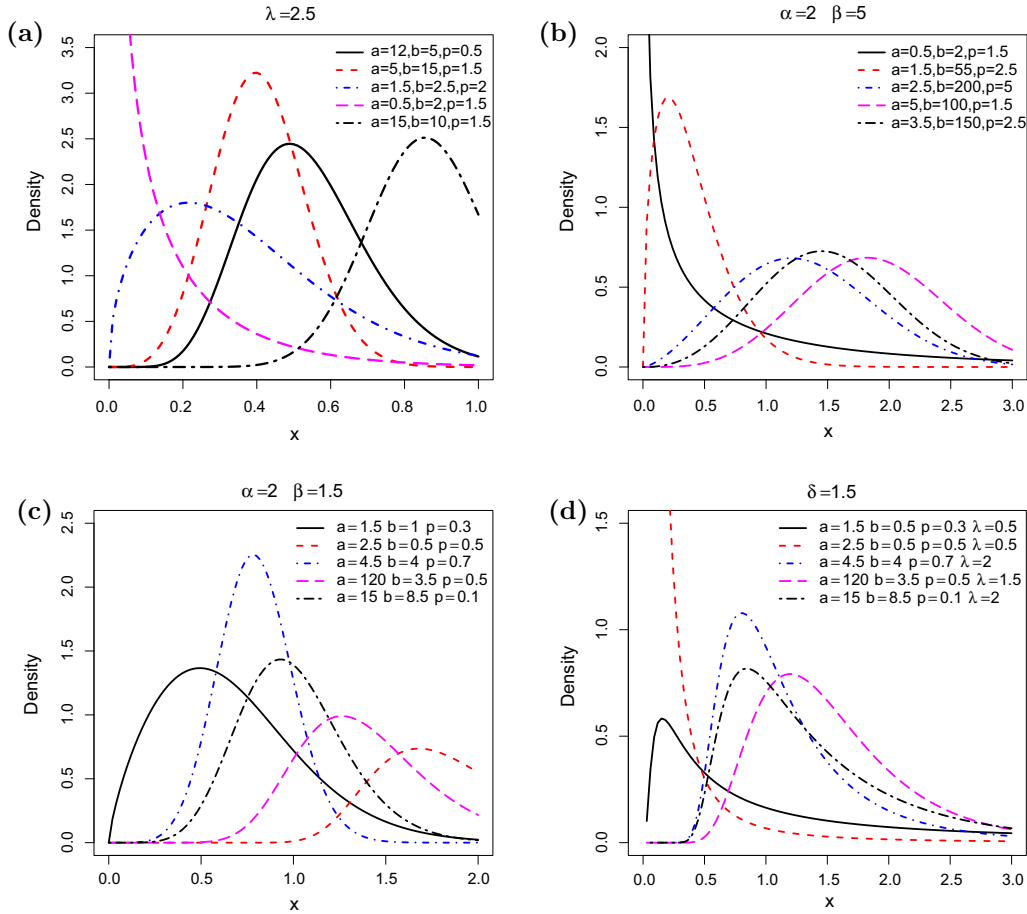 (a)
λ=2.5
a=12,b=5,p=0.5
a=5,b=15,p=1.5
a=1.5,b=2.5,p=2
a=0.5,b=2,p=1.5
a=15,b=10,p=1.5
Density
0.0 0.5 1.0 1.5 2.0 2.5 3.0 3.5
0.0 0.2 0.4 0.6 0.8 1.0
x
(b)
α=2 β=5
a=0.5,b=2,p=1.5
a=1.5,b=55,p=2.5
a=2.5,b=200,p=5
a=5,b=100,p=1.5
a=3.5,b=150,p=2.5
Density
0.0 0.5 1.0 1.5 2.0
0.0 0.5 1.0 1.5 2.0 2.5 3.0
x
(c)
α=2 β=1.5
a=1.5 b=1 p=0.3
a=2.5 b=0.5 p=0.5
a=4.5 b=4 p=0.7
a=120 b=3.5 p=0.5
a=15 b=8.5 p=0.1
Density
0.0 0.5 1.0 1.5 2.0 2.5
0.0 0.5 1.0 1.5 2.0
x
(d)
δ=1.5
a=1.5 b=0.5 p=0.3 λ=0.5
a=2.5 b=0.5 p=0.5 λ=0.5
a=4.5 b=4 p=0.7 λ=2
a=120 b=3.5 p=0.5 λ=1.5
a=15 b=8.5 p=0.1 λ=2
Density
0.0 0.5 1.0 1.5
0.0 0.5 1.0 1.5 2.0 2.5 3.0
x